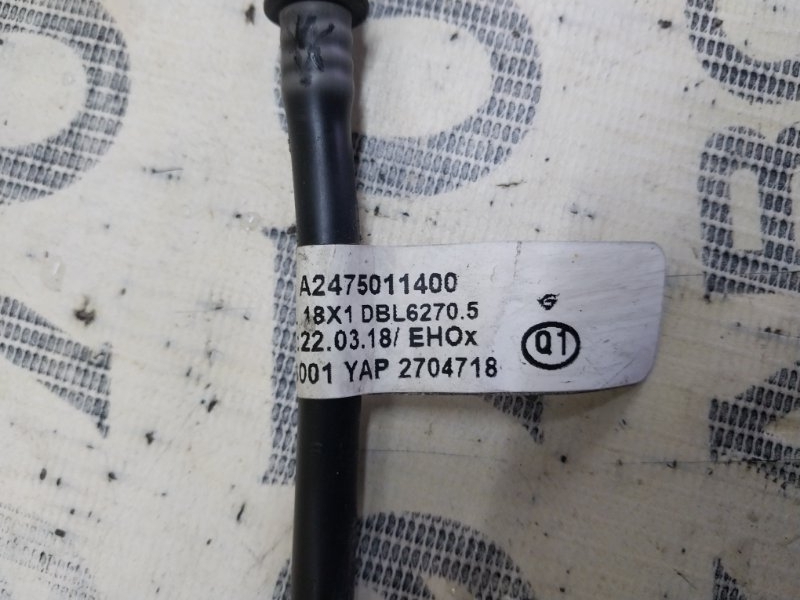 A2475011400
18X1 DBL6270.5
22.03.18/ EHOx
001 YAP 2704718
Q1